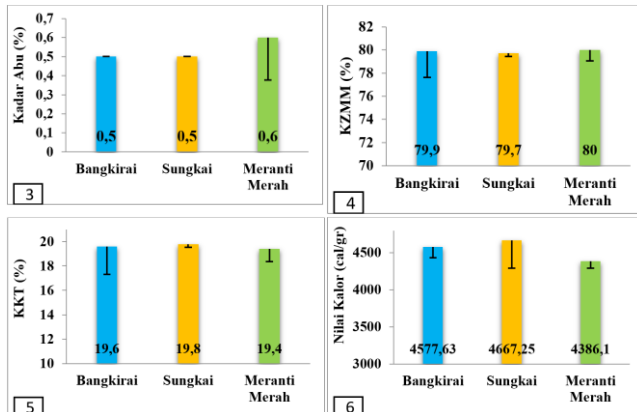 Kadar Abu (%)
0,7
0,6
0,5
0,4
0,3
0,2
0,1
0
0,5
0,5
0,6
Bangkirai
Sungkai
Meranti
Merah
3
KZMM (%)
82
80
78
76
74
72
70
79,9
79,7
80
Bangkirai
Sungkai
Meranti
Merah
4
KKT (%)
20
18
16
14
12
10
19,6
19,8
19,4
Bangkirai
Sungkai
Meranti
Merah
5
Nilai Kalor (cal/gr)
4500
4000
3500
3000
4577,63
4667,25
4386,1
Bangkirai
Sungkai
Meranti
Merah
6